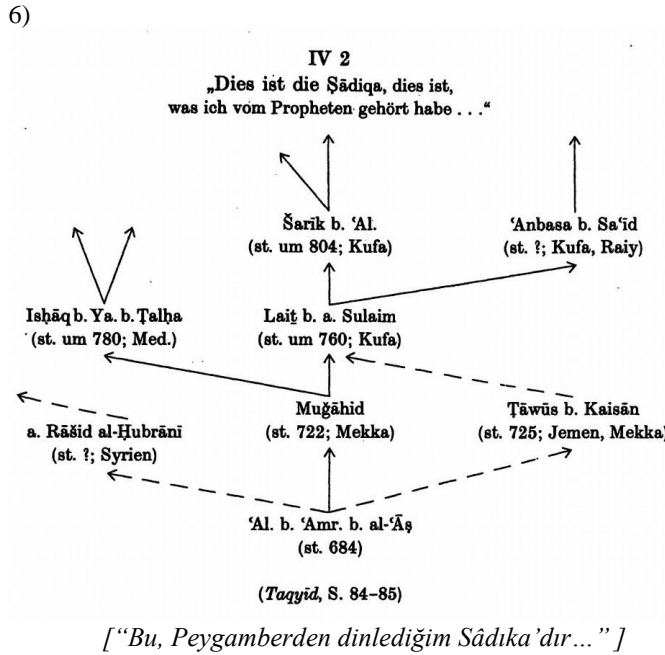 6)
IV 2
„Dies ist die Ṣādiqa, dies ist,
was ich vom Propheten gehört habe . . .“
Šarīk b. ʿAl.
(st. um 804; Kufa)
ʿAnbasa b. Saʿīd
(st. ?; Kufa, Raiy)
Isḥāq b. Ya. b. Ṭalḥa
(st. um 780; Med.)
Laiṯ b. a. Sulaim
(st. um 760; Kufa)
a. Rāšid al-Ḥubrānī
(st. ?; Syrien)
Muǧāhid
(st. 722; Mekka)
Ṭāwūs b. Kaisān
(st. 725; Jemen, Mekka)
ʿAl. b. ʿAmr. b. al-ʿĀṣ
(st. 684)
(Taqyīd, S. 84–85)
[“Bu, Peygamberden dinlediğim Sâdıka’dır…” ]